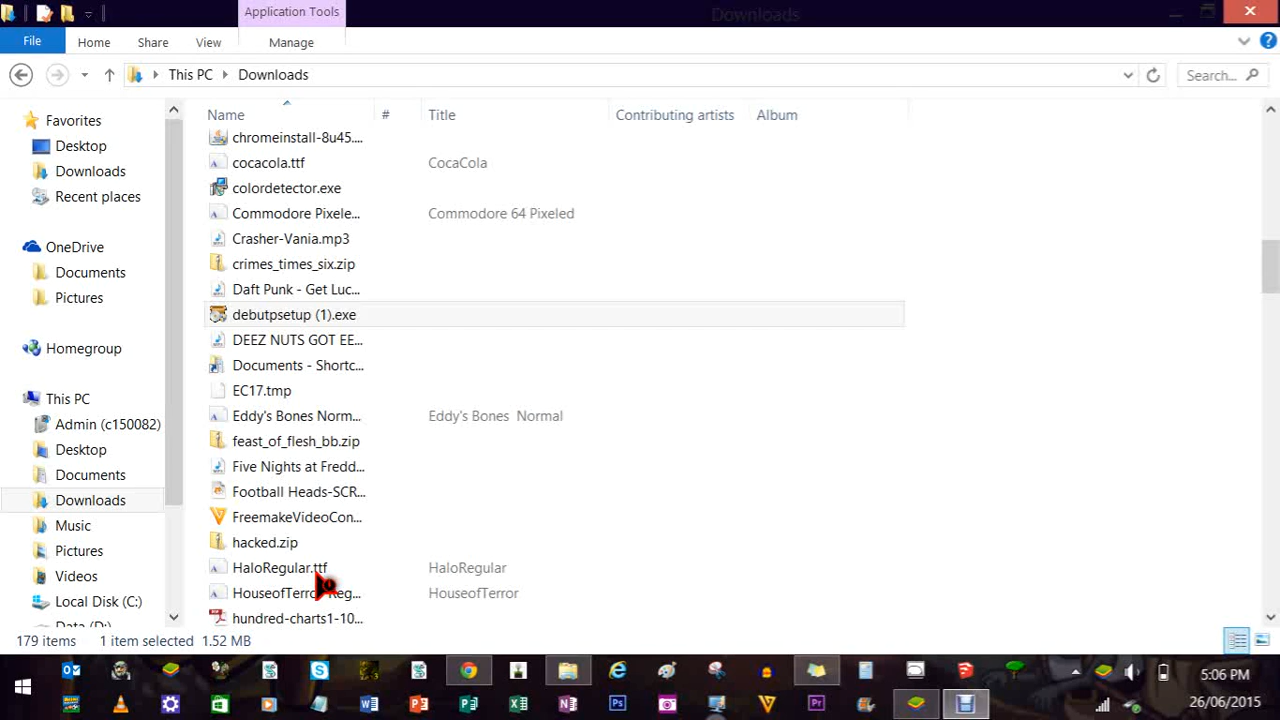 Application Tools
Downloads
File
Home
Share
View
Manage
This PC
Downloads
Search...
Name
#
Title
Contributing artists
Album
Favorites
Desktop
Downloads
Recent places
OneDrive
Documents
Pictures
Homegroup
This PC
Admin (c150082)
Desktop
Documents
Downloads
Music
Pictures
Videos
Local Disk (C:)
Data (D:)
chromeinstall-8u45....
cocacola.ttf CocaCola
colordetector.exe
Commodore Pixele... Commodore 64 Pixeled
Crasher-Vania.mp3
crimes_times_six.zip
Daft Punk - Get Luc...
debutpsetup (1).exe
DEEZ NUTS GOT EE...
Documents - Shortc...
EC17.tmp
Eddy's Bones Norm... Eddy's Bones Normal
feast_of_flesh_bb.zip
Five Nights at Fredd...
Football Heads-SCR...
FreemakeVideoCon...
hacked.zip
HaloRegular.ttf HaloRegular
HouseofTerror Reg... HouseofTerror
hundred-charts1-10...
179 items 1 item selected 1.52 MB
5:06 PM
26/06/2015